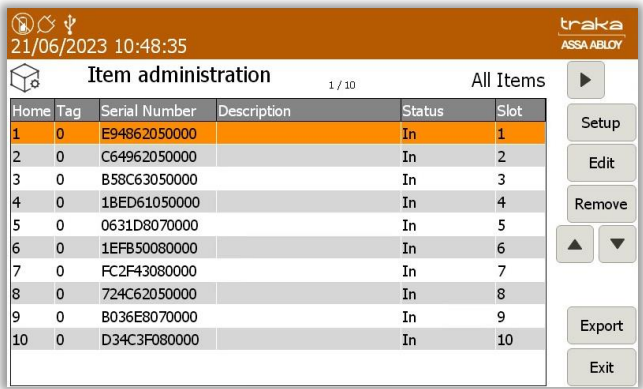 traka
21/06/2023 10:48:35
ASSA ABLOY
Item administration 1 / 10 All Items
Home Tag Serial Number Description Status Slot
1 0 E94862050000 In 1
2 0 C64962050000 In 2
3 0 B58C63050000 In 3
4 0 1BED61050000 In 4
5 0 0631D8070000 In 5
6 0 1EFB50080000 In 6
7 0 FC2F43080000 In 7
8 0 724C62050000 In 8
9 0 B036E8070000 In 9
10 0 D34C3F080000 In 10
Setup
Edit
Remove
Export
Exit